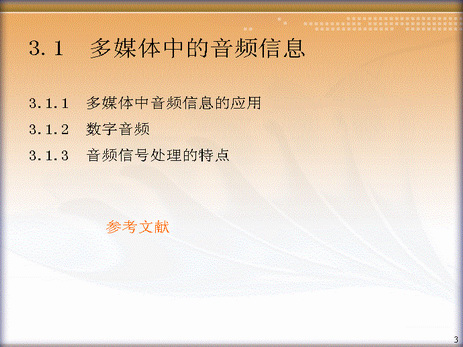 3.1 多媒体中的音频信息
3.1.1 多媒体中音频信息的应用
3.1.2 数字音频
3.1.3 音频信号处理的特点
参考文献
3